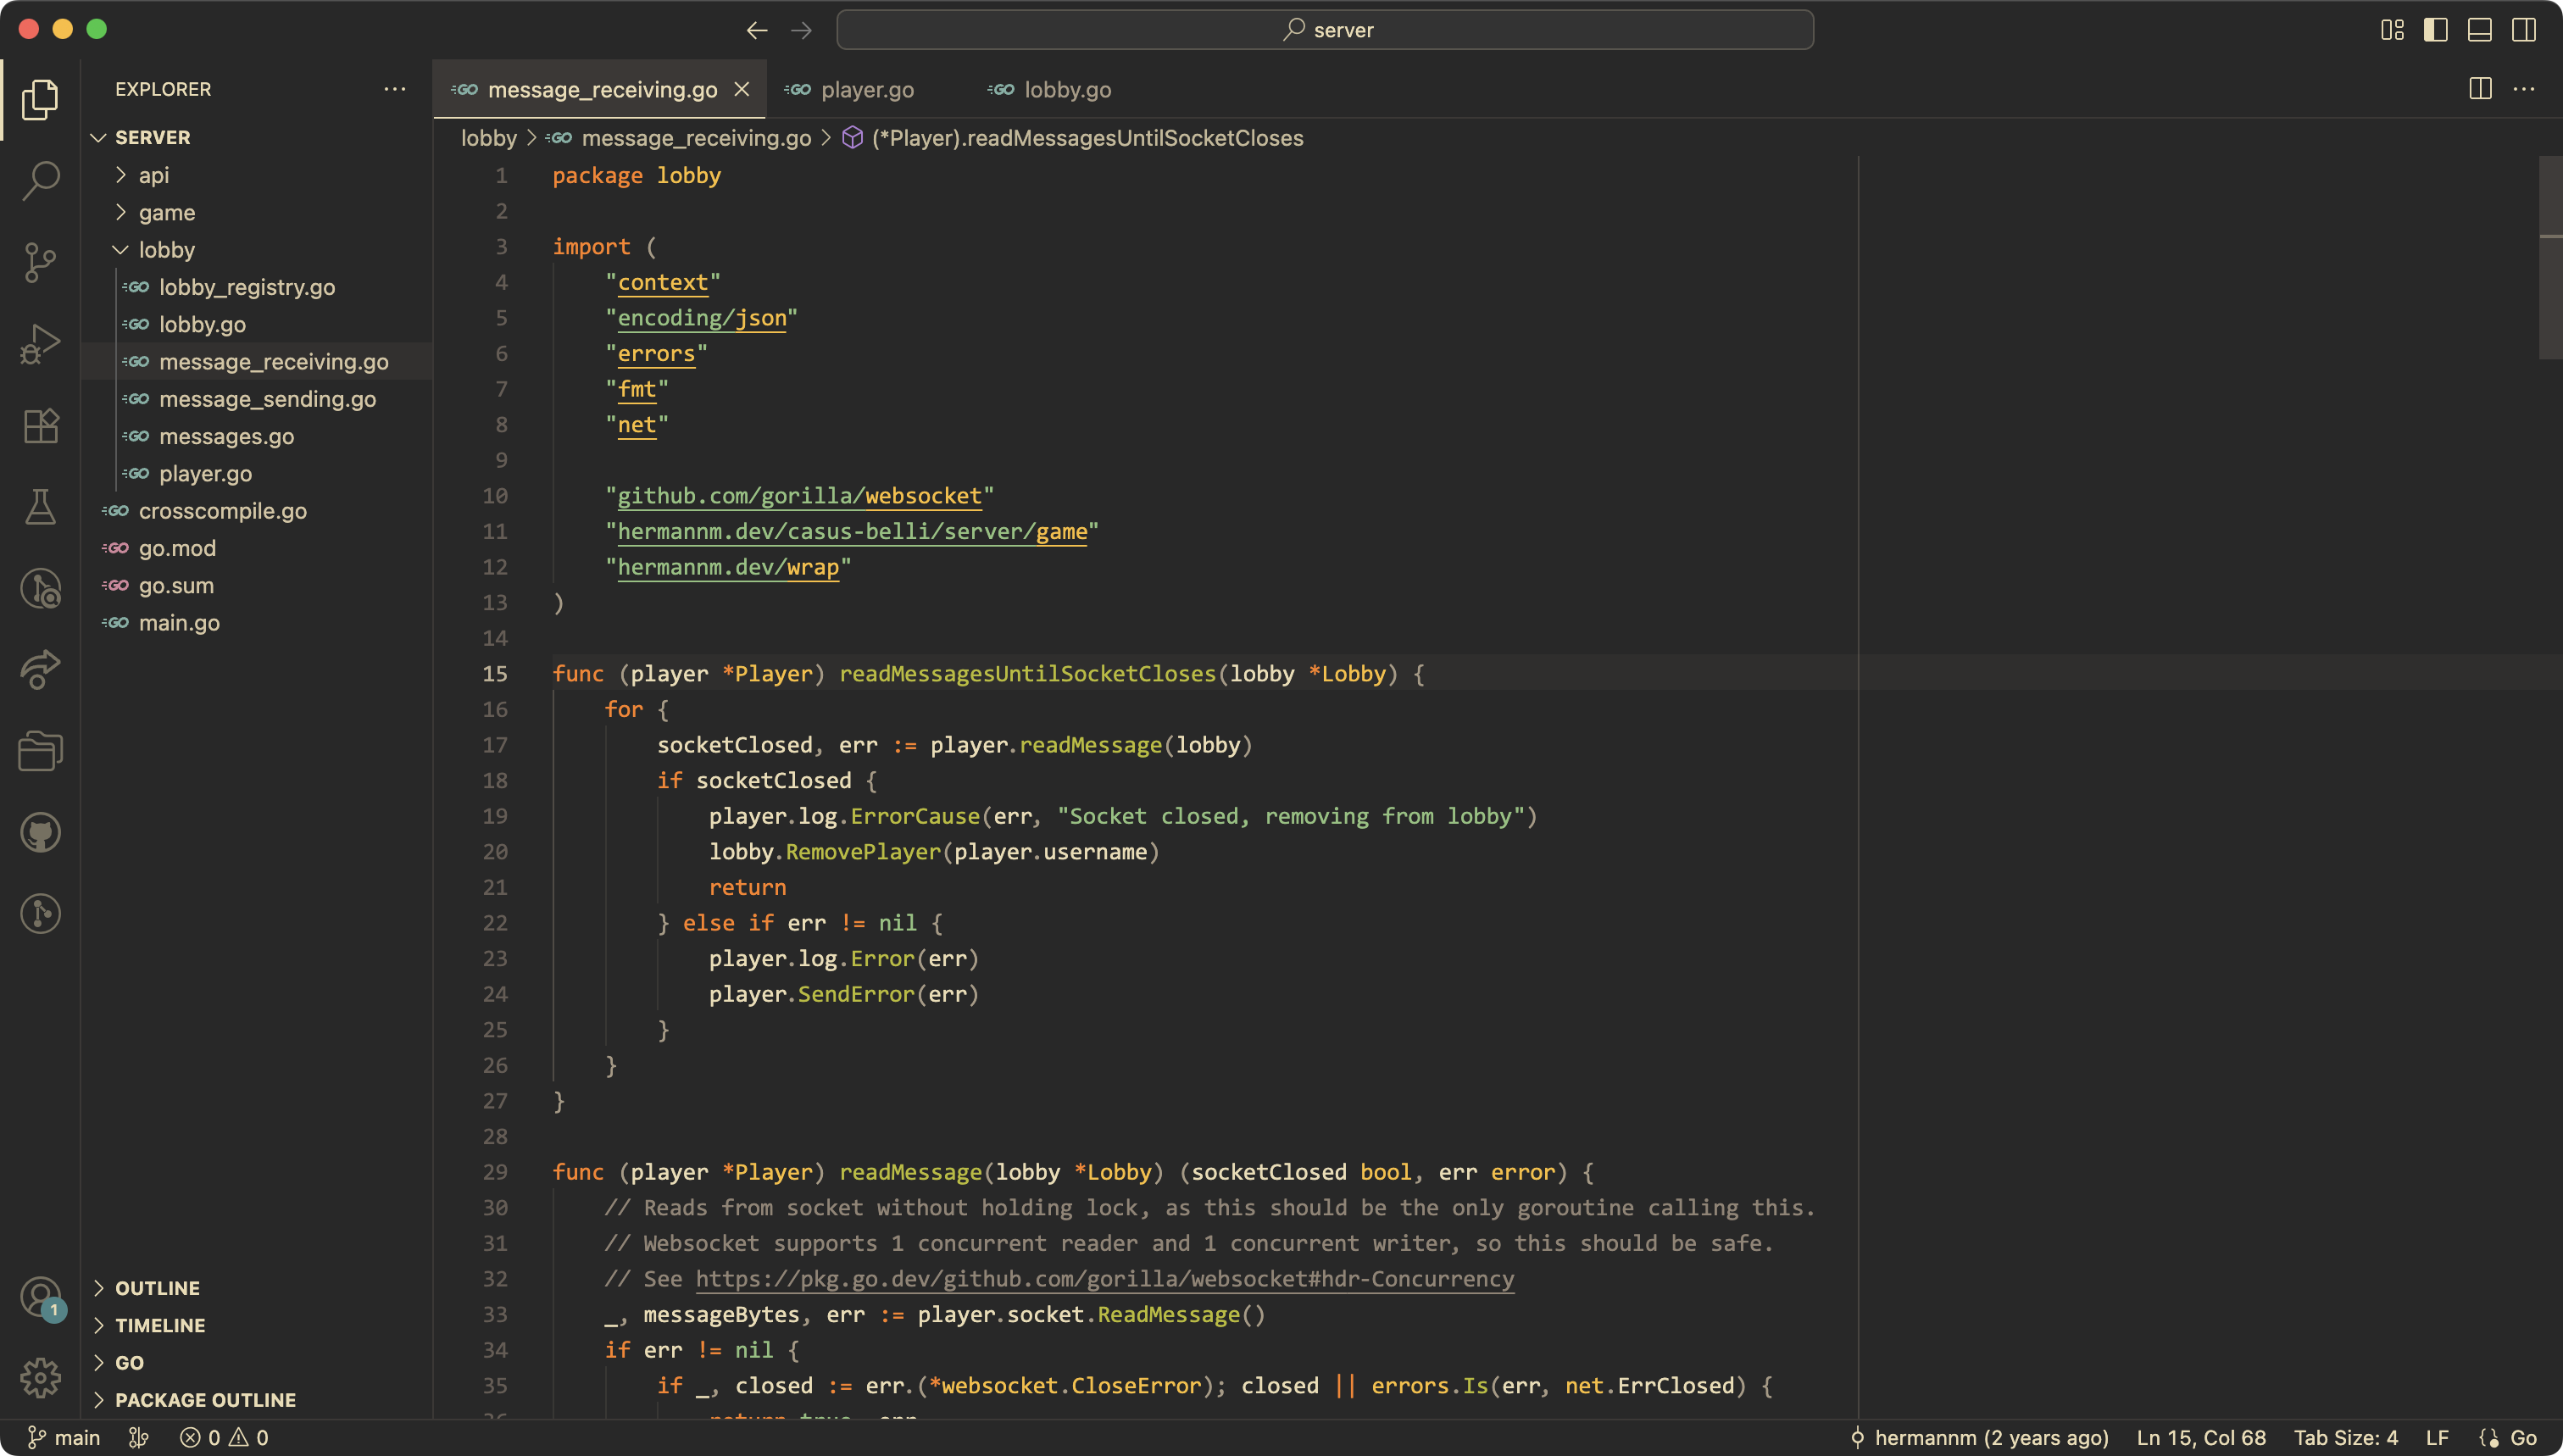 server
EXPLORER
SERVER
api
game
lobby
lobby_registry.go
lobby.go
message_receiving.go
message_sending.go
messages.go
player.go
crosscompile.go
go.mod
go.sum
main.go
OUTLINE
TIMELINE
GO
PACKAGE OUTLINE
message_receiving.go player.go lobby.go
lobby > message_receiving.go > (*Player).readMessagesUntilSocketCloses
1 package lobby
2
3 import (
4     "context"
5     "encoding/json"
6     "errors"
7     "fmt"
8     "net"
9
10     "github.com/gorilla/websocket"
11     "hermannm.dev/casus-belli/server/game"
12     "hermannm.dev/wrap"
13 )
14
15 func (player *Player) readMessagesUntilSocketCloses(lobby *Lobby) {
16     for {
17         socketClosed, err := player.readMessage(lobby)
18         if socketClosed {
19             player.log.ErrorCause(err, "Socket closed, removing from lobby")
20             lobby.RemovePlayer(player.username)
21             return
22         } else if err != nil {
23             player.log.Error(err)
24             player.SendError(err)
25         }
26     }
27 }
28
29 func (player *Player) readMessage(lobby *Lobby) (socketClosed bool, err error) {
30     // Reads from socket without holding lock, as this should be the only goroutine calling this.
31     // Websocket supports 1 concurrent reader and 1 concurrent writer, so this should be safe.
32     // See https://pkg.go.dev/github.com/gorilla/websocket#hdr-Concurrency
33     _, messageBytes, err := player.socket.ReadMessage()
34     if err != nil {
35         if _, closed := err.(*websocket.CloseError); closed || errors.Is(err, net.ErrClosed) {
1
main 0 0 hermannm (2 years ago) Ln 15, Col 68 Tab Size: 4 LF Go